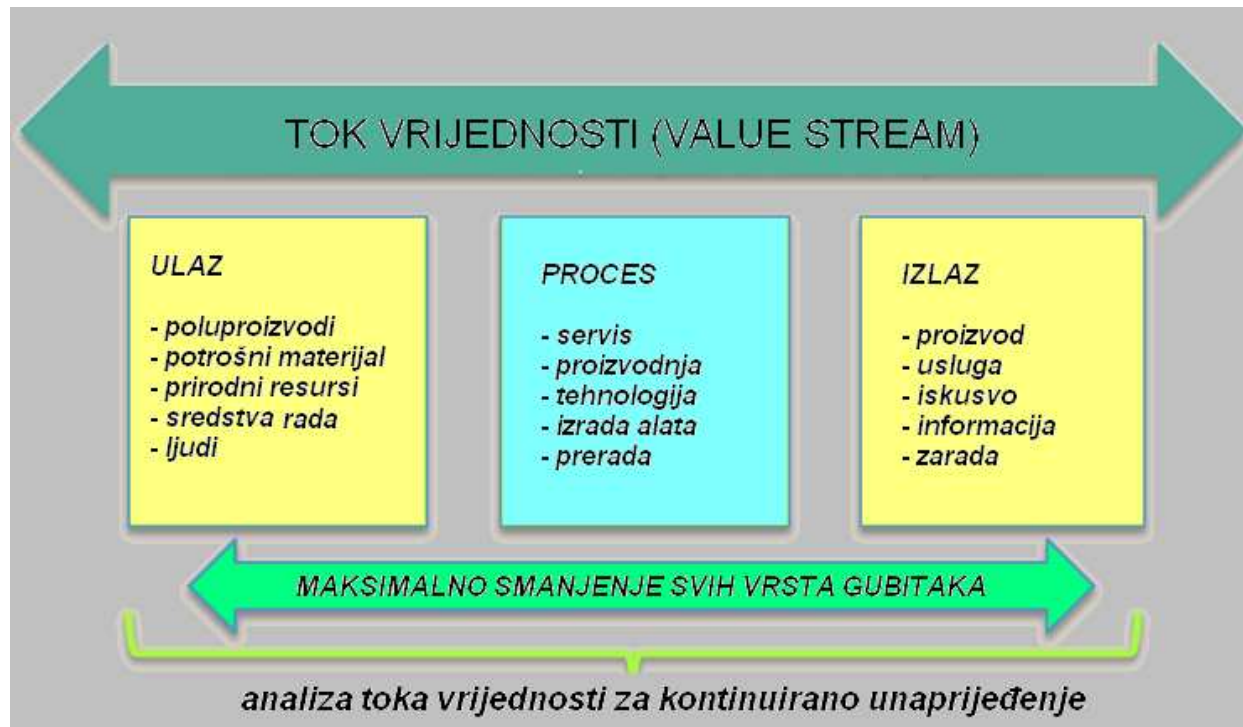 TOK VRIJEDNOSTI (VALUE STREAM)
ULAZ
- poluproizvodi
- potrošni materijal
- prirodni resursi
- sredstva rada
- ljudi
PROCES
- servis
- proizvodnja
- tehnologija
- izrada alata
- prerada
IZLAZ
- proizvod
- usluga
- iskusvo
- informacija
- zarada
MAKSIMALNO SMANJENJE SVIH VRSTA GUBITAKA
analiza toka vrijednosti za kontinuirano unaprijeđenje